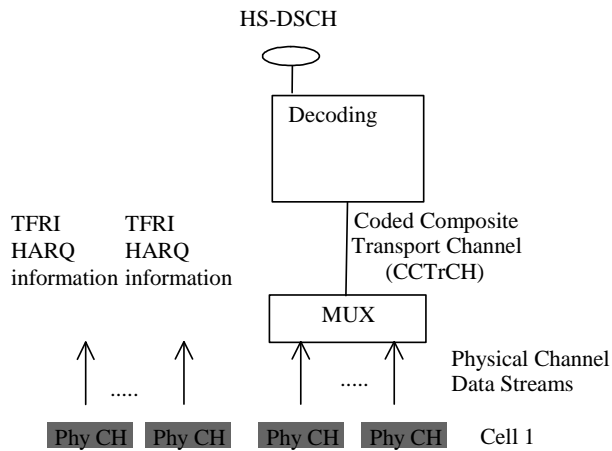 HS-DSCH
Decoding
TFRI
HARQ
information
TFRI
HARQ
information
Coded Composite
Transport Channel
(CCTrCH)
MUX
Physical Channel
Data Streams
.....
.....
Phy CH
Phy CH
Phy CH
Phy CH
Cell 1